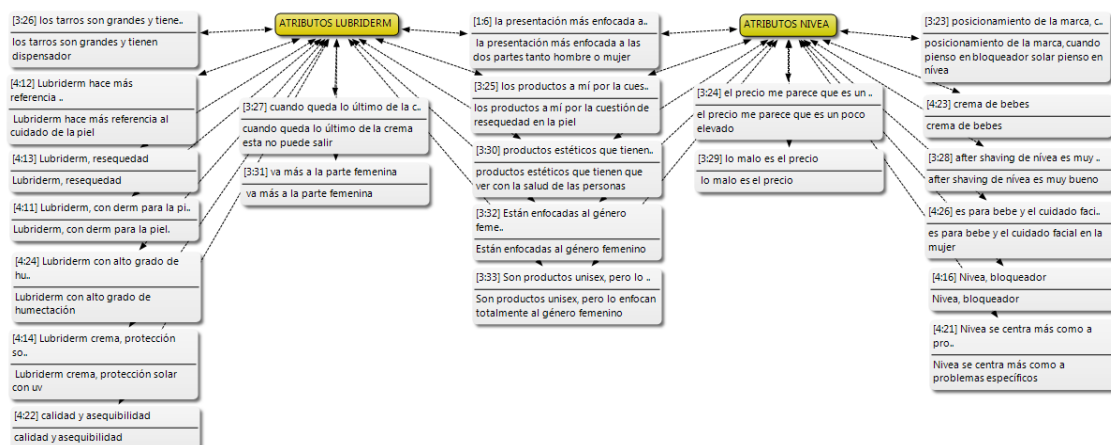 ATRIBUTOS LUBRIDERM
ATRIBUTOS NIVEA
[3:26] los tarros son grandes y tiene..
los tarros son grandes y tienen
dispensador
[4:12] Lubriderm hace más
referencia ..
Lubriderm hace más referencia al
cuidado de la piel
[4:13] Lubriderm, resequedad
Lubriderm, resequedad
[4:11] Lubriderm, con derm para la pi..
Lubriderm, con derm para la piel.
[4:24] Lubriderm con alto grado de
hu..
Lubriderm con alto grado de
humectación
[4:14] Lubriderm crema, protección
so..
Lubriderm crema, protección solar
con uv
[4:22] calidad y asequibilidad
calidad y asequibilidad
[3:27] cuando queda lo último de la c..
cuando queda lo último de la crema
esta no puede salir
[3:31] va más a la parte femenina
va más a la parte femenina
[1:6] la presentación más enfocada a..
la presentación más enfocada a las
dos partes tanto hombre o mujer
[3:25] los productos a mí por la cues..
los productos a mí por la cuestión de
resequedad en la piel
[3:30] productos estéticos que tienen..
productos estéticos que tienen que
ver con la salud de las personas
[3:32] Están enfocadas al género
feme..
Están enfocadas al género femenino
[3:33] Son productos unisex, pero lo ..
Son productos unisex, pero lo enfocan
totalmente al género femenino
[3:24] el precio me parece que es un ..
el precio me parece que es un poco
elevado
[3:29] lo malo es el precio
lo malo es el precio
[3:23] posicionamiento de la marca, c..
posicionamiento de la marca, cuando
pienso en bloqueador solar pienso en
nívea
[4:23] crema de bebes
crema de bebes
[3:28] after shaving de nívea es muy ..
after shaving de nívea es muy bueno
[4:26] es para bebe y el cuidado faci..
es para bebe y el cuidado facial en la
mujer
[4:16] Nivea, bloqueador
Nivea, bloqueador
[4:21] Nivea se centra más como a
pro..
Nivea se centra más como a
problemas específicos